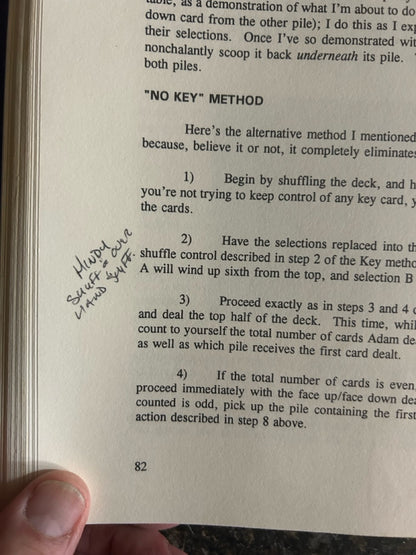 table, as a demonstration of what I'm about to do
down card from the other pile); I do this as I exp
their selections. Once I've so demonstrated wit
nonchalantly scoop it back underneath its pile.
both piles.
"NO KEY" METHOD
Here's the alternative method I mentioned
because, believe it or not, it completely eliminates
1) Begin by shuffling the deck, and h
you're not trying to keep control of any key card, y
the cards.
2) Have the selections replaced into th
shuffle control described in step 2 of the Key metho
A will wind up sixth from the top, and selection B
3) Proceed exactly as in steps 3 and 4 o
and deal the top half of the deck. This time, whil
count to yourself the total number of cards Adam de
as well as which pile receives the first card dealt.
4) If the total number of cards is even,
proceed immediately with the face up/face down dea
counted is odd, pick up the pile containing the first
action described in step 8 above.
HINDU
SHUFF OVER
HAND
82